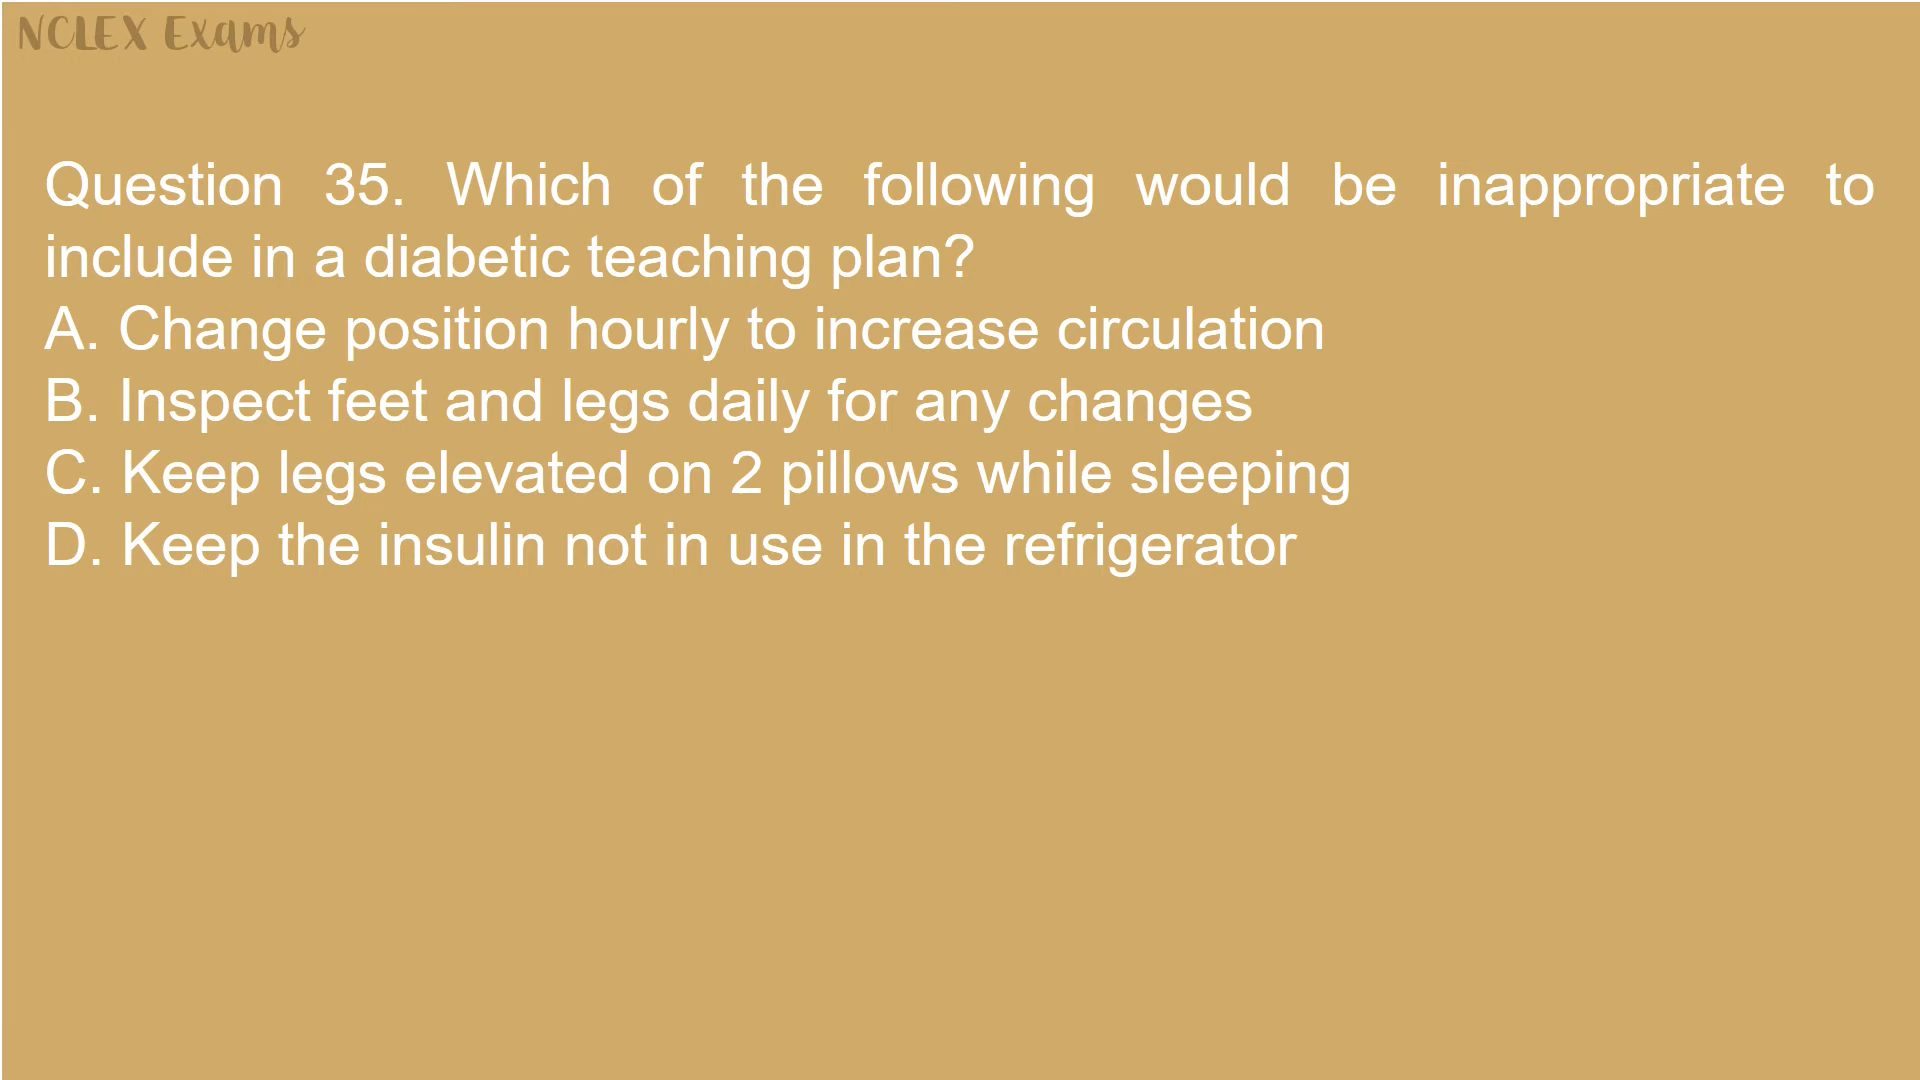 NCLEX Exams
Question 35. Which of the following would be inappropriate to
include in a diabetic teaching plan?
A. Change position hourly to increase circulation
B. Inspect feet and legs daily for any changes
C. Keep legs elevated on 2 pillows while sleeping
D. Keep the insulin not in use in the refrigerator